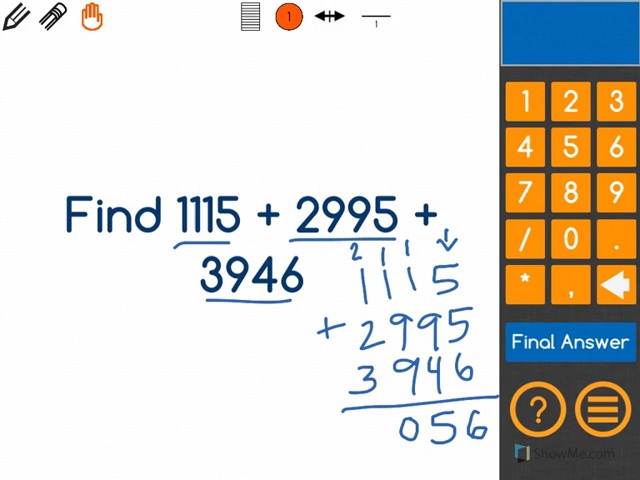 1
1
Find 1115 + 2995 +
3946
2 1 1
1115
+ 2995
3946
056
1 2 3
4 5 6
7 8 9
/ 0 .
* ,
Final Answer
?
ShowMe.com